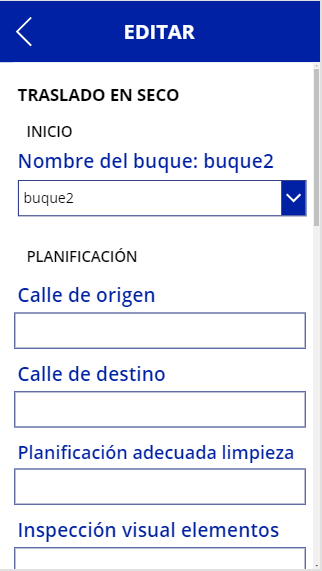 EDITAR
TRASLADO EN SECO
INICIO
Nombre del buque: buque2
buque2
PLANIFICACIÓN
Calle de origen
Calle de destino
Planificación adecuada limpieza
Inspección visual elementos